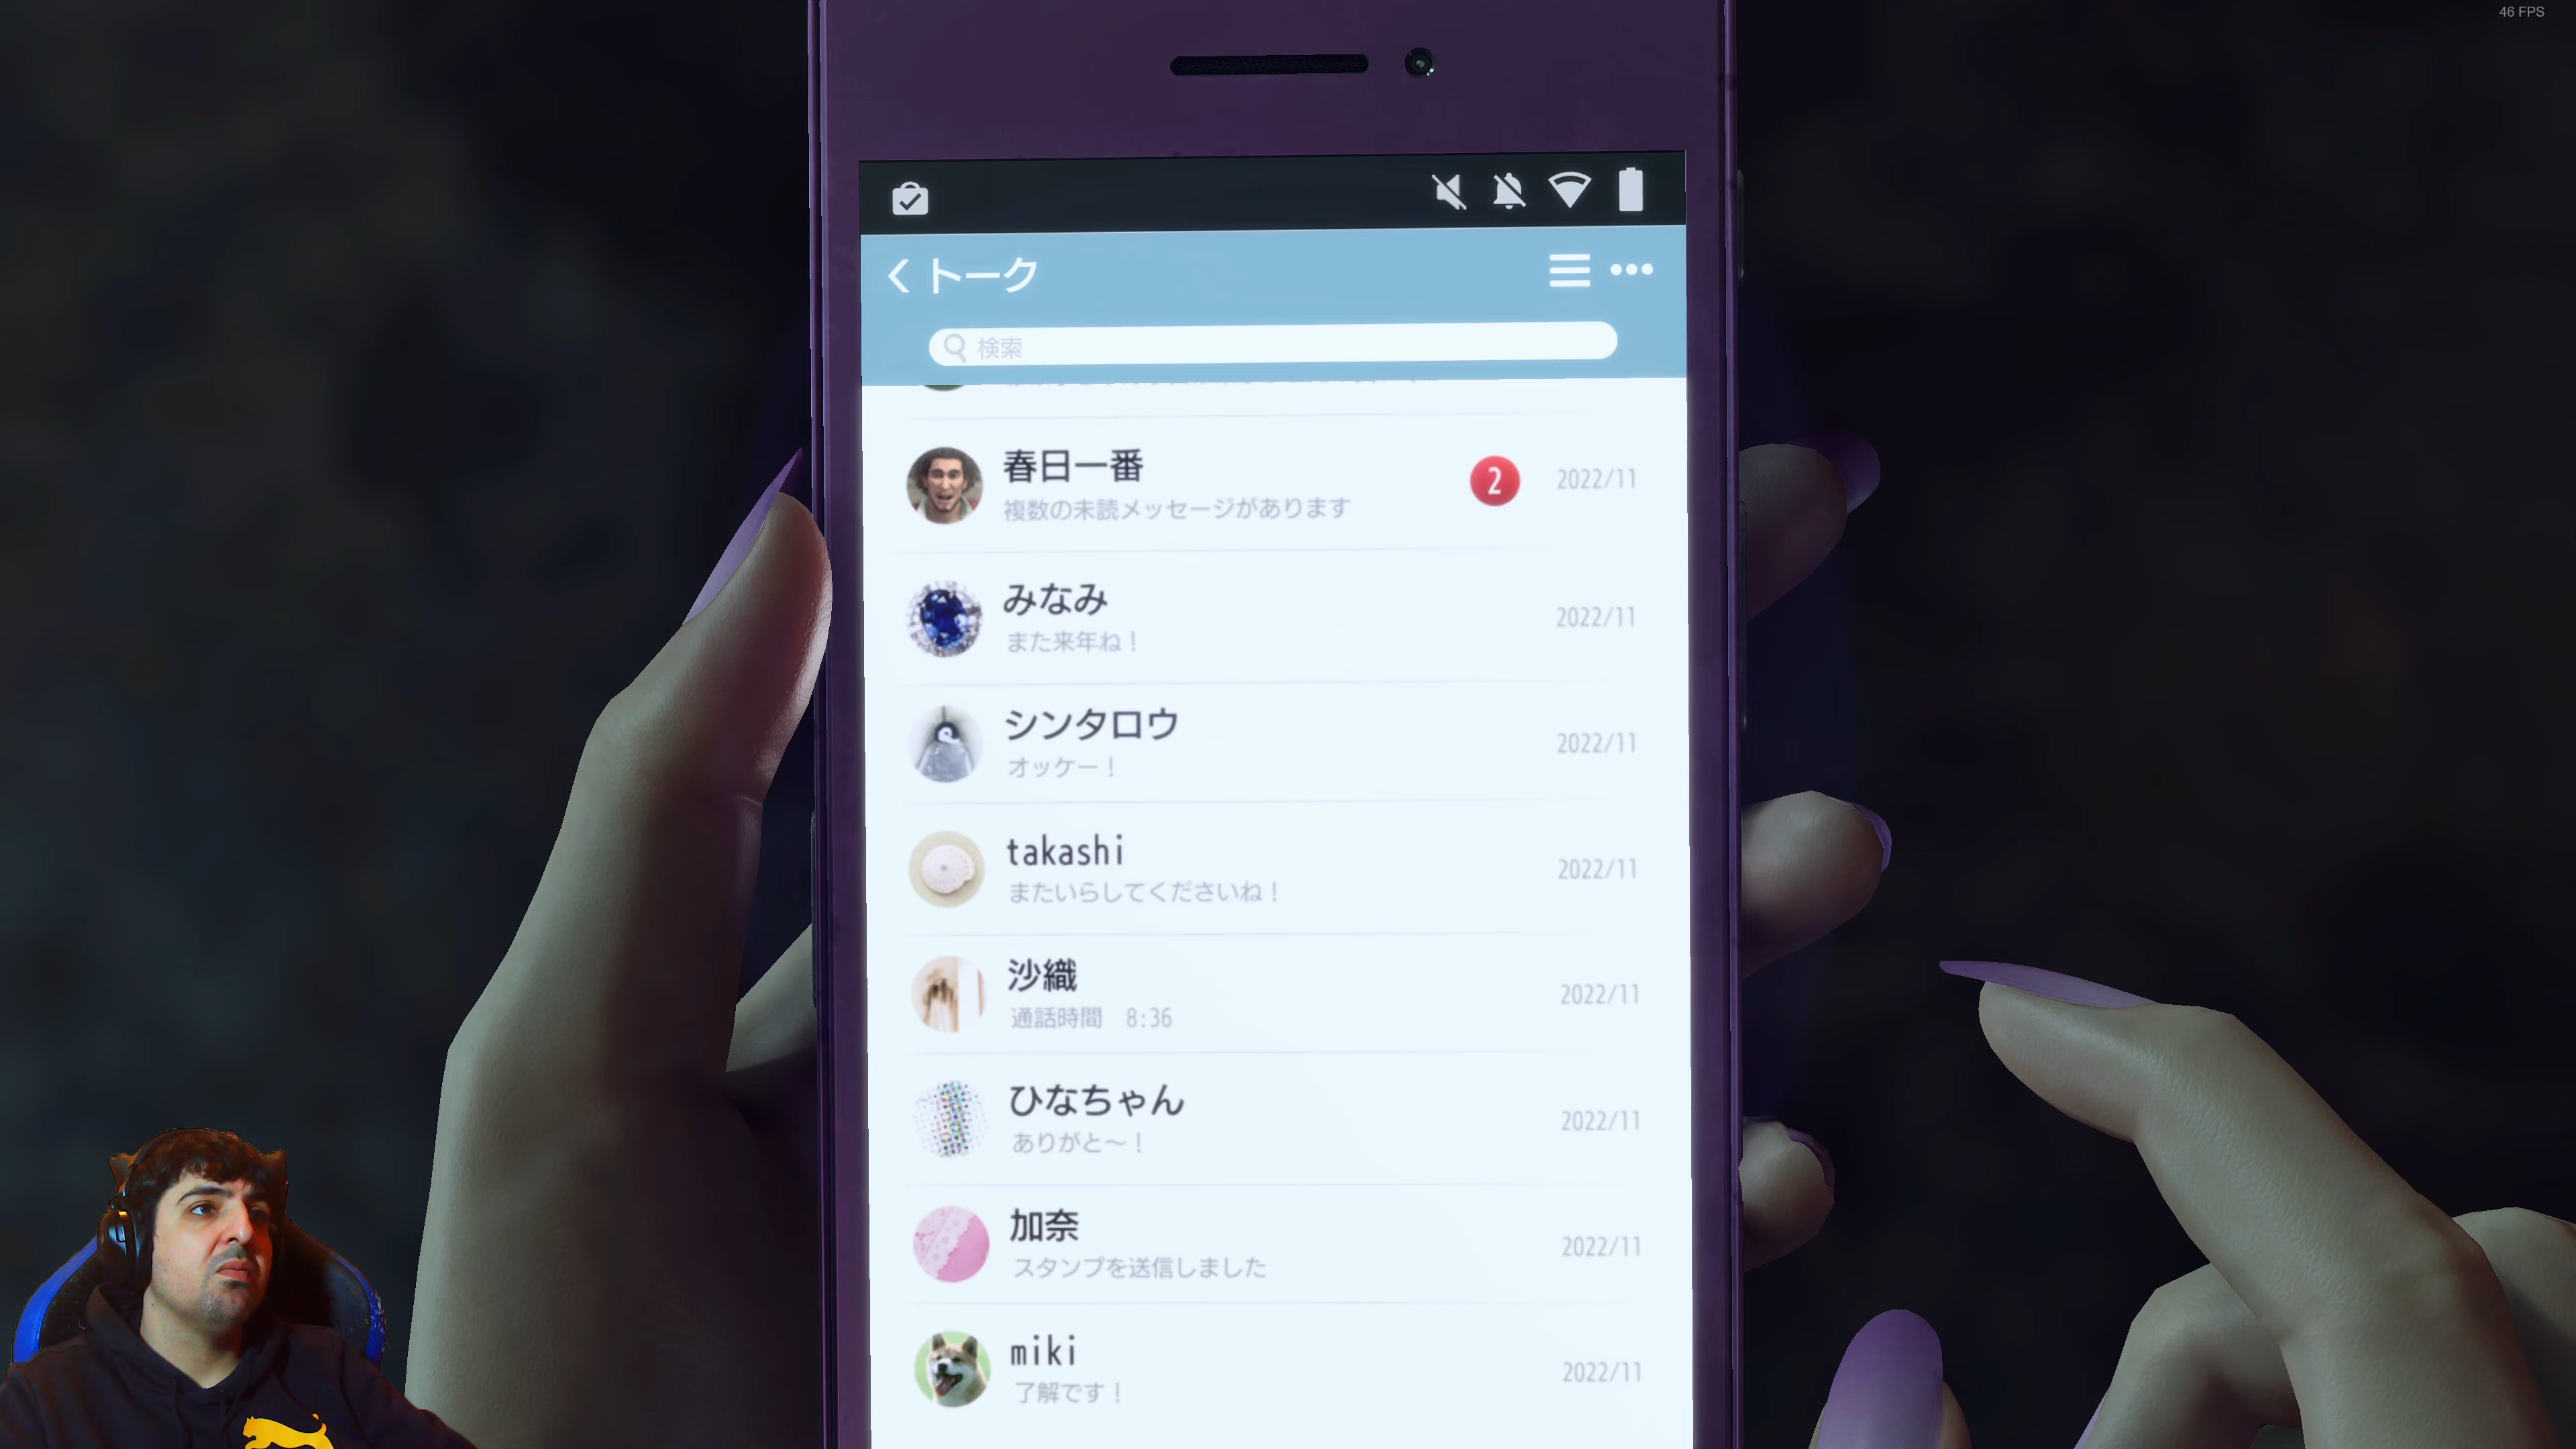 46 FPS
トーク
検索
春日一番
2
2022/11
複数の未読メッセージがあります
みなみ
2022/11
また来年ね！
シンタロウ
2022/11
オッケー！
takashi
2022/11
またいらしてくださいね！
沙織
2022/11
通話時間 8:36
ひなちゃん
2022/11
ありがと～！
加奈
2022/11
スタンプを送信しました
miki
2022/11
了解です！